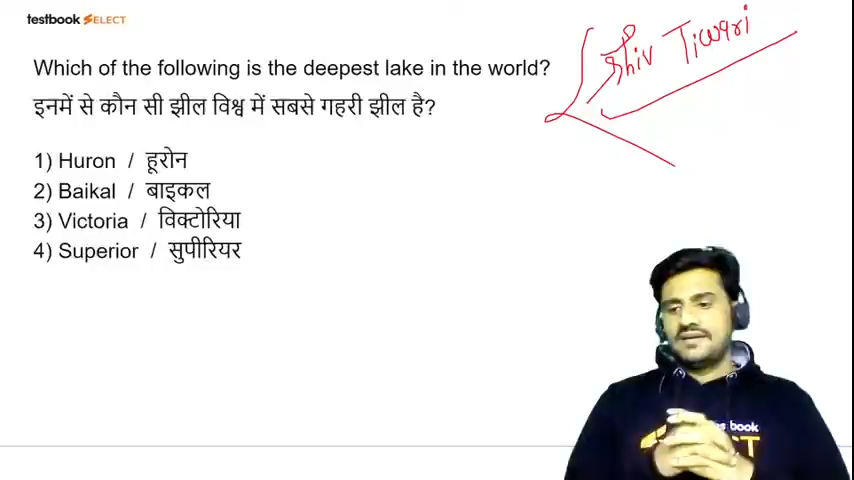 testbook SELECT
Shiv Tiwari
Which of the following is the deepest lake in the world?
इनमें से कौन सी झील विश्व में सबसे गहरी झील है?
1) Huron / हूरोन
2) Baikal / बाइकल
3) Victoria / विक्टोरिया
4) Superior / सुपीरियर
book